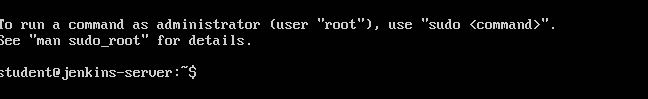 To run a command as administrator (user "root"), use "sudo <command>".
See "man sudo_root" for details.
student@jenkins-server:~$